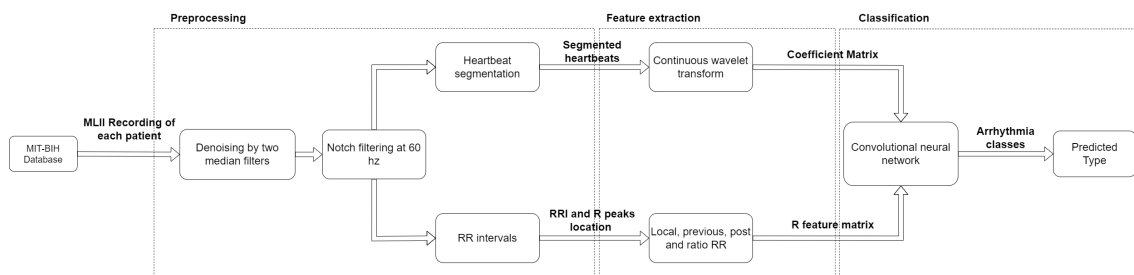 Preprocessing
Feature extraction
Classification
MIT-BIH
Database
MLII Recording of
each patient
Denoising by two
median filters
Notch filtering at 60
hz
Heartbeat
segmentation
Segmented
heartbeats
Continuous wavelet
transform
Coefficient Matrix
RR intervals
RRI and R peaks
location
Local, previous, post
and ratio RR
R feature matrix
Convolutional neural
network
Arrhythmia
classes
Predicted
Type